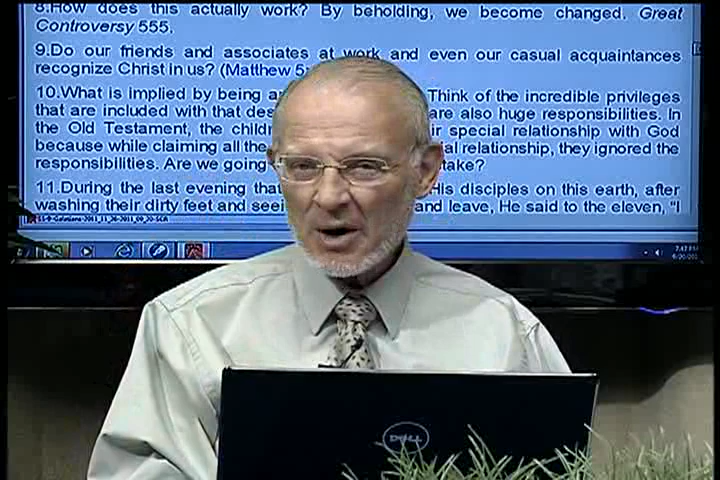 8.How does this actually work? By beholding, we become changed. Great
Controversy 555.
9.Do our friends and associates at work and even our casual acquaintances
recognize Christ in us? (Matthew 5:
10.What is implied by being a Think of the incredible privileges
that are included with that des are also huge responsibilities. In
the Old Testament, the childr ir special relationship with God
because while claiming all the al relationship, they ignored the
responsibilities. Are we going take?
11.During the last evening that His disciples on this earth, after
washing their dirty feet and seei and leave, He said to the eleven, "I
7:47 PM
DELL